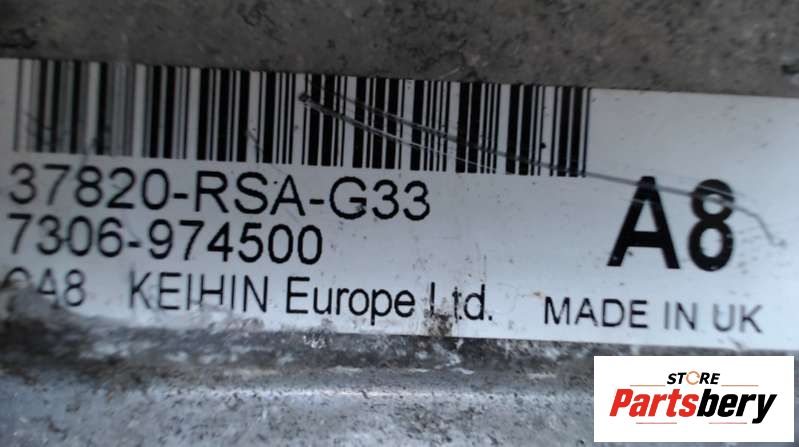 37820-RSA-G33
7306-974500
A8
KEIHIN Europe Ltd. MADE IN UK
STORE
Partsbery